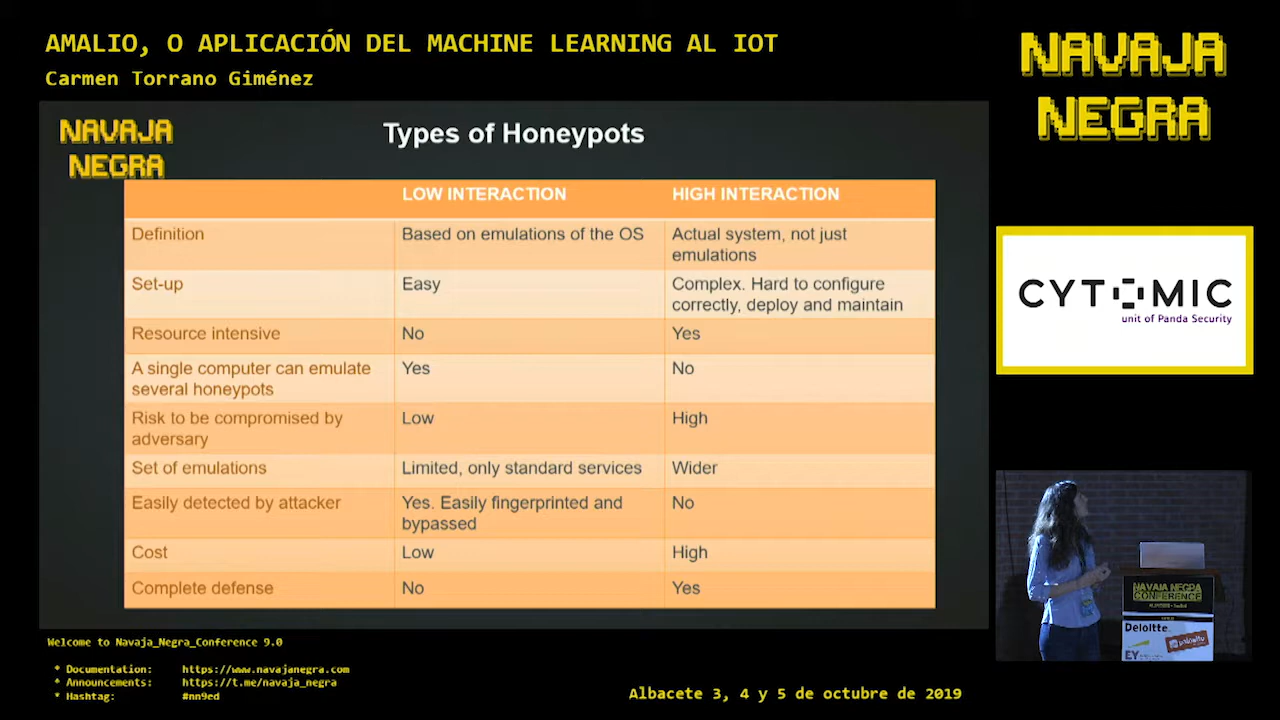 AMALIO, O APLICACIÓN DEL MACHINE LEARNING AL IOT
Carmen Torrano Giménez
NAVAJA
NEGRA
NAVAJA
NEGRA
Types of Honeypots
LOW INTERACTION HIGH INTERACTION
Definition Based on emulations of the OS Actual system, not just
emulations
Set-up Easy Complex. Hard to configure
correctly, deploy and maintain
Resource intensive No Yes
A single computer can emulate
several honeypots Yes No
Risk to be compromised by
adversary Low High
Set of emulations Limited, only standard services Wider
Easily detected by attacker Yes. Easily fingerprinted and
bypassed No
Cost Low High
Complete defense No Yes
CYTOMIC
unit of Panda Security
NAVAJA NEGRA
CONFERENCE
Deloitte.
EY
Welcome to Navaja_Negra_Conference 9.0
* Documentation: https://www.navajanegra.com
* Announcements: https://t.me/navaja_negra
* Hashtag: #nn9ed
Albacete 3, 4 y 5 de octubre de 2019